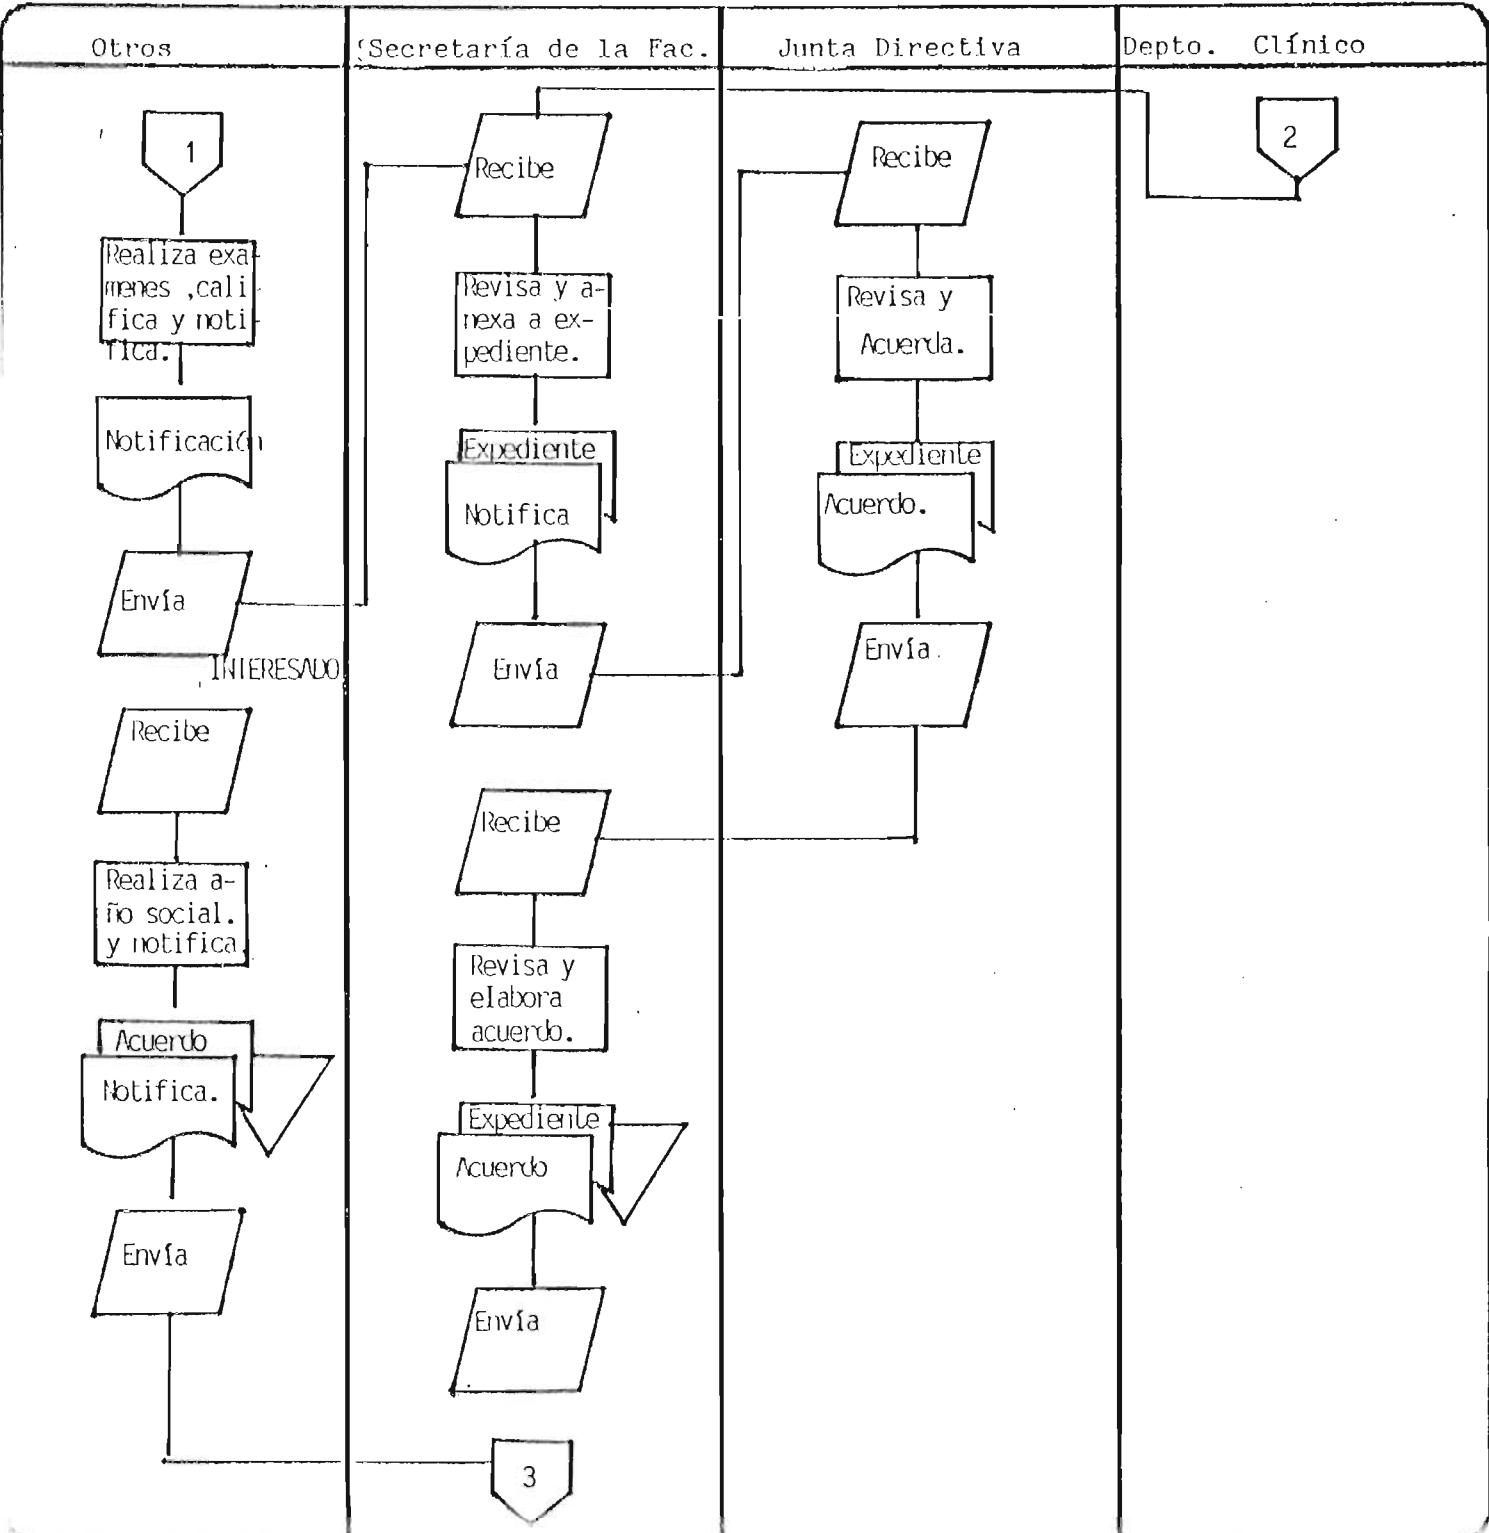 Otros
Secretaría de la Fac.
Junta Directiva
Depto. Clínico
1
Realiza exa-
menes ,cali
fica y noti-
fica.
Notificación
Envía
INTERESADO
Recibe
Realiza a-
ño social.
y notifica.
Acuerdo
Notifica.
Envía
Recibe
Revisa y a-
nexa a ex-
pediente.
Expediente
Notifica
Envía
Recibe
Revisa y
elabora
acuerdo.
Expediente
Acuerdo
Envía
3
Recibe
Revisa y
Acuerda.
Expediente
Acuerdo.
Envía.
2